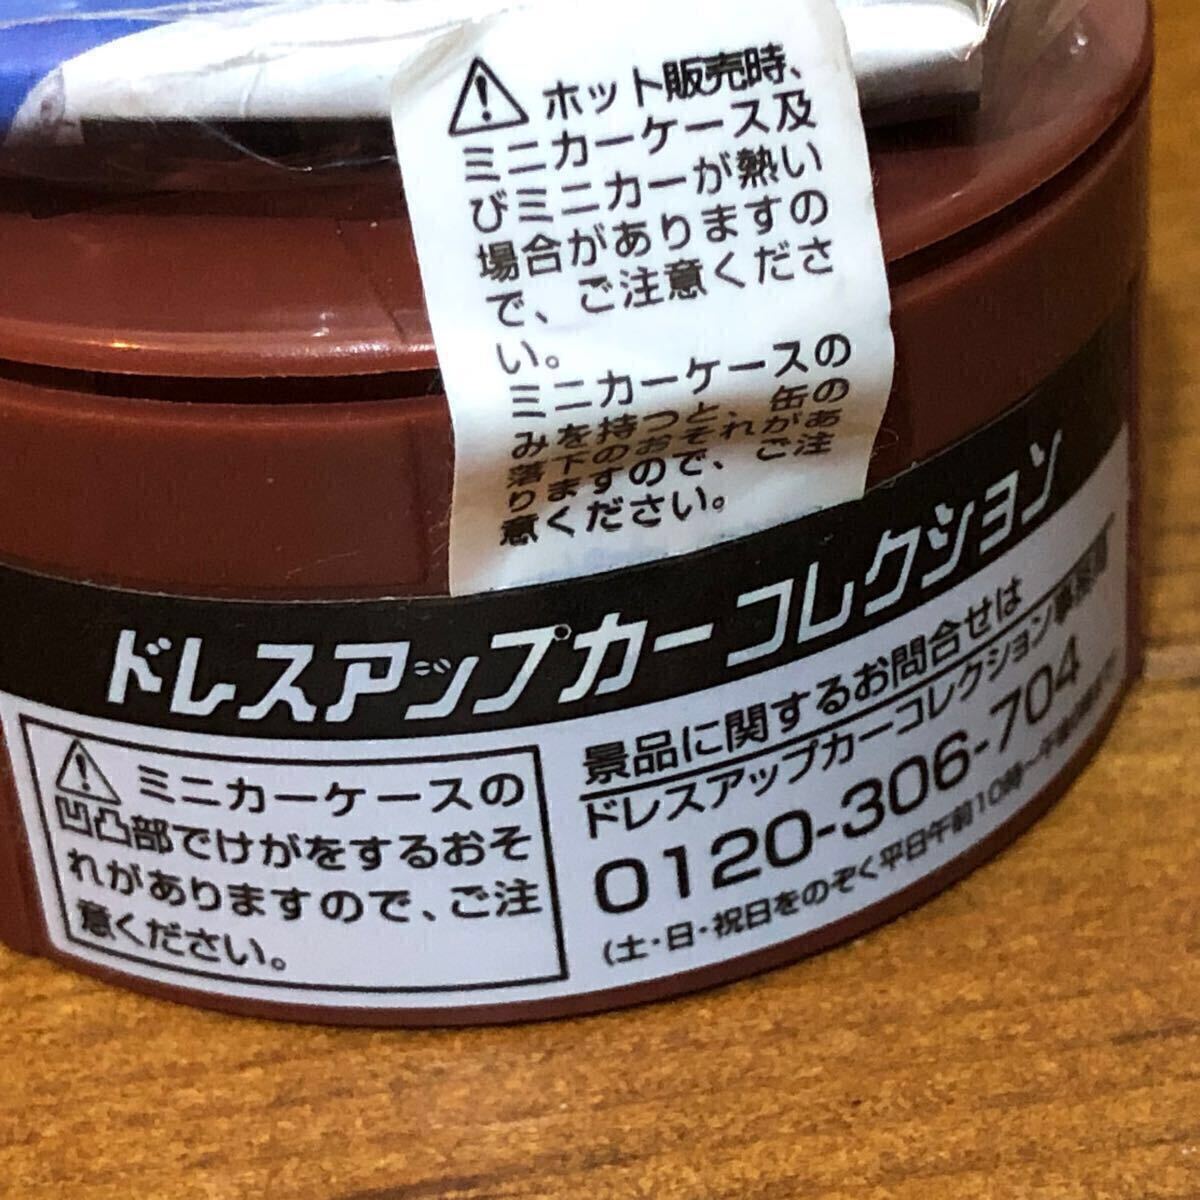 ⚠ホット販売時、
ミニカーケース及
びミニカーが熱い
場合がありますの
で、ご注意くださ
い。
ミニカーケースの
みを持つと、缶の
落下のおそれがあ
りますので、ご注
意ください。
ドレスアップカーコレクション
⚠ミニカーケースの
凹凸部でけがをするおそ
れがありますので、ご注
意ください。
景品に関するお問合せは
ドレスアップカーコレクション事務局
0120-306-704
(土・日・祝日をのぞく平日午前10時〜午後